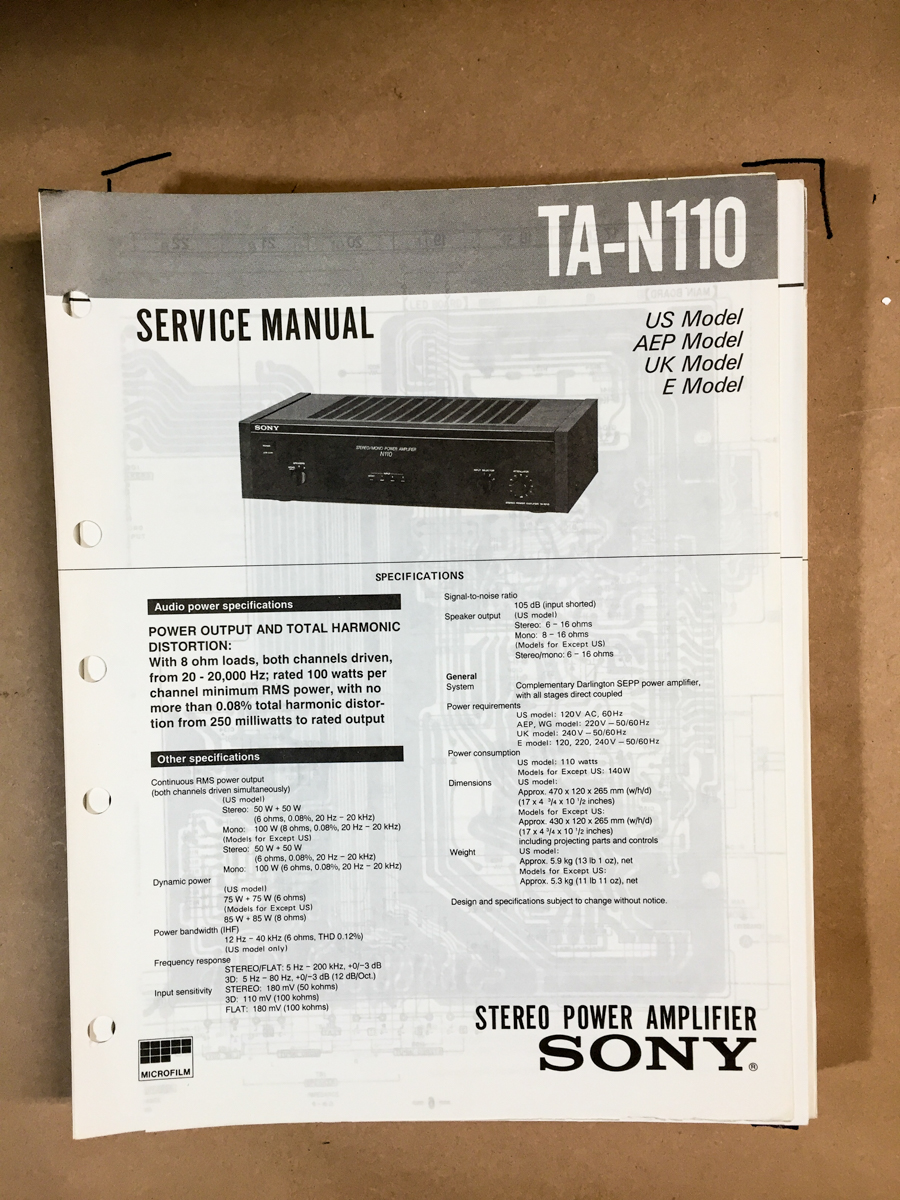 TA-N110
SERVICE MANUAL
US Model
AEP Model
UK Model
E Model
SONY
STEREO/MONO POWER AMPLIFIER
N110
INPUT SELECTOR
SPECIFICATIONS
Audio power specifications
POWER OUTPUT AND TOTAL HARMONIC
DISTORTION:
With 8 ohm loads, both channels driven,
from 20 - 20,000 Hz; rated 100 watts per
channel minimum RMS power, with no
more than 0.08% total harmonic distor-
tion from 250 milliwatts to rated output
Other specifications
Continuous RMS power output
(both channels driven simultaneously)
(US model)
Stereo: 50 W + 50 W
(6 ohms, 0.08%, 20 Hz – 20 kHz)
Mono: 100 W (8 ohms, 0.08%, 20 Hz – 20 kHz)
(Models for Except US)
Stereo: 50 W + 50 W
(6 ohms, 0.08%, 20 Hz – 20 kHz)
Mono: 100 W (6 ohms, 0.08%, 20 Hz – 20 kHz)
Dynamic power
(US model)
75 W + 75 W (6 ohms)
(Models for Except US)
85 W + 85 W (8 ohms)
Power bandwidth (IHF)
12 Hz – 40 kHz (6 ohms, THD 0.12%)
(US model only)
Frequency response
STEREO/FLAT: 5 Hz – 200 kHz, +0/–3 dB
3D: 5 Hz – 80 Hz, +0/–3 dB (12 dB/Oct.)
Input sensitivity STEREO: 180 mV (50 kohms)
3D: 110 mV (100 kohms)
FLAT: 180 mV (100 kohms)
Signal-to-noise ratio
105 dB (input shorted)
Speaker output (US model)
Stereo: 6 – 16 ohms
Mono: 8 – 16 ohms
(Models for Except US)
Stereo/mono: 6 – 16 ohms
General
System Complementary Darlington SEPP power amplifier,
with all stages direct coupled
Power requirements
US model: 120V AC, 60Hz
AEP, WG model: 220V – 50/60Hz
UK model: 240V – 50/60Hz
E model: 120, 220, 240V – 50/60Hz
Power consumption
US model: 110 watts
Models for Except US: 140W
Dimensions US model:
Approx. 470 x 120 x 265 mm (w/h/d)
(17 x 4 3/4 x 10 1/2 inches)
Models for Except US:
Approx. 430 x 120 x 265 mm (w/h/d)
(17 x 4 3/4 x 10 1/2 inches)
including projecting parts and controls
Weight US model:
Approx. 5.9 kg (13 lb 1 oz), net
Models for Except US:
Approx. 5.3 kg (11 lb 11 oz), net
Design and specifications subject to change without notice.
STEREO POWER AMPLIFIER
SONY®
MICROFILM